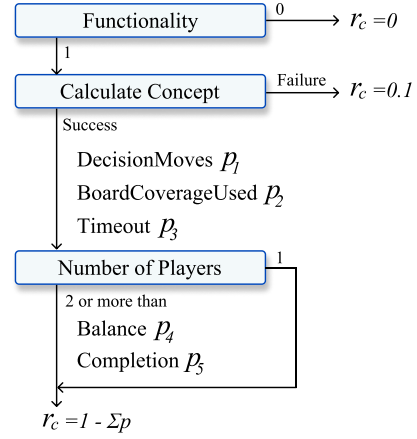 Functionality
0
r_c =0
1
Calculate Concept
Failure
r_c =0.1
Success
DecisionMoves p_1
BoardCoverageUsed p_2
Timeout p_3
Number of Players
1
2 or more than
Balance p_4
Completion p_5
r_c =1 - Σp